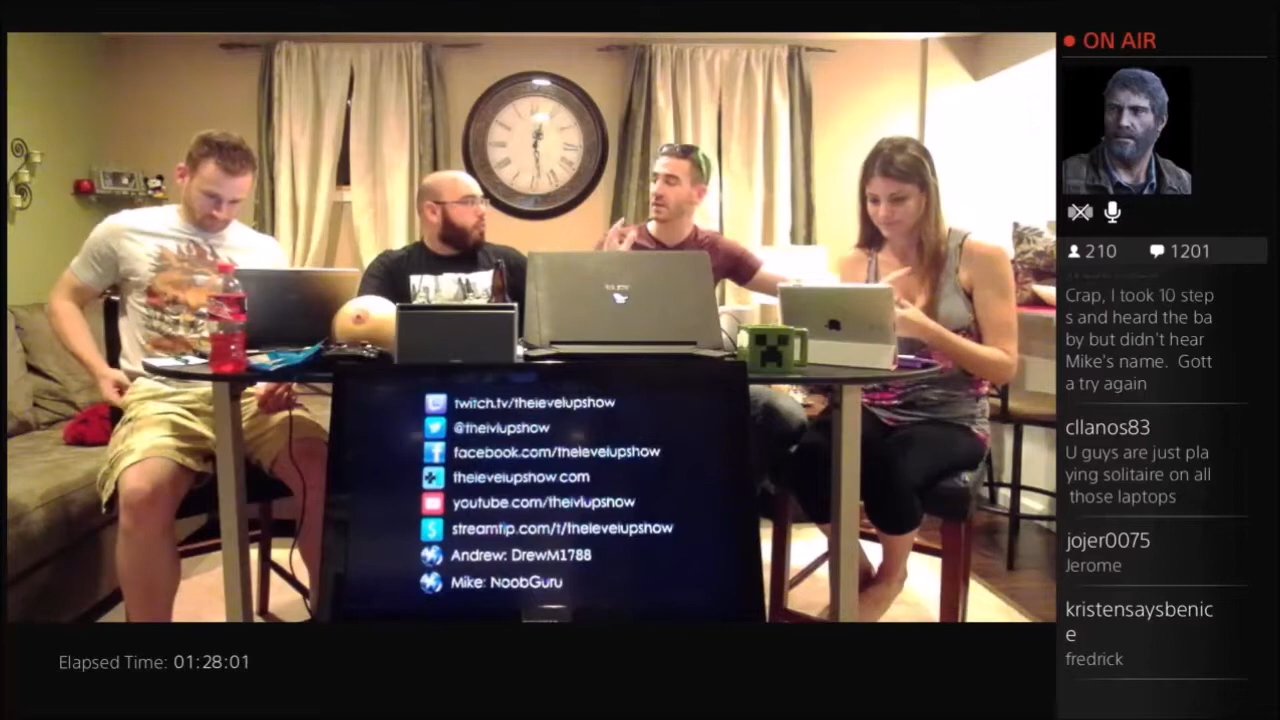 ON AIR
210 1201
Crap, I took 10 step
s and heard the ba
by but didn't hear
Mike's name. Gott
a try again
cllanos83
U guys are just pla
ying solitaire on all
those laptops
jojer0075
Jerome
kristensaysbenic
e
fredrick
twitch.tv/thelevelupshow
@thelvlupshow
facebook.com/thelevelupshow
thelevelupshow.com
youtube.com/thelvlupshow
streamtip.com/t/thelevelupshow
Andrew: DrewM1788
Mike: NoobGuru
Elapsed Time: 01:28:01